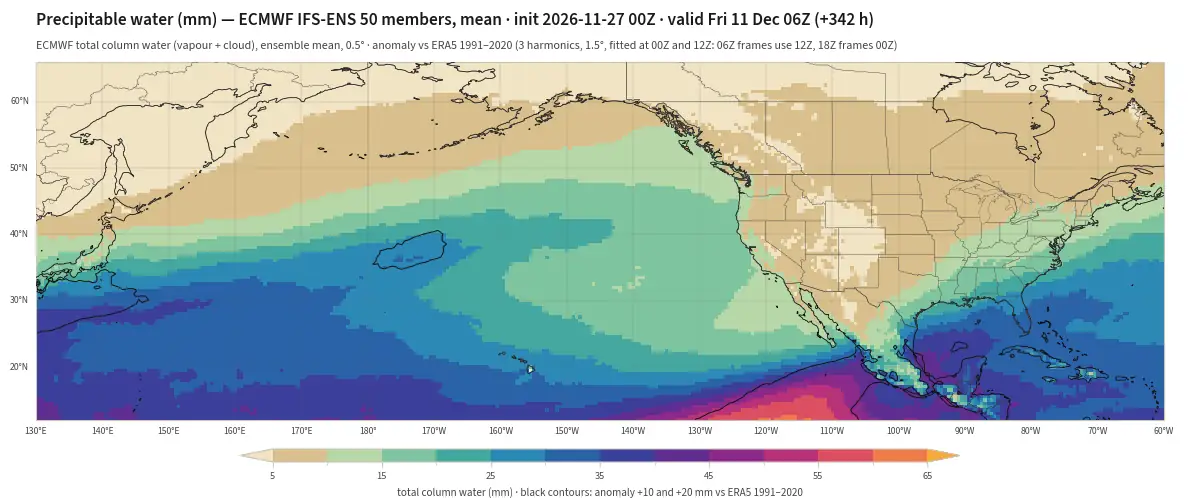 Precipitable water (mm) — ECMWF IFS-ENS 50 members, mean · init 2026-11-27 00Z · valid Fri 11 Dec 06Z (+342 h)
ECMWF total column water (vapour + cloud), ensemble mean, 0.5° · anomaly vs ERA5 1991–2020 (3 harmonics, 1.5°, fitted at 00Z and 12Z: 06Z frames use 12Z, 18Z frames 00Z)
60°N
50°N
40°N
30°N
20°N
130°E 140°E 150°E 160°E 170°E 180° 170°W 160°W 150°W 140°W 130°W 120°W 110°W 100°W 90°W 80°W 70°W 60°W
5 15 25 35 45 55 65
total column water (mm) · black contours: anomaly +10 and +20 mm vs ERA5 1991–2020